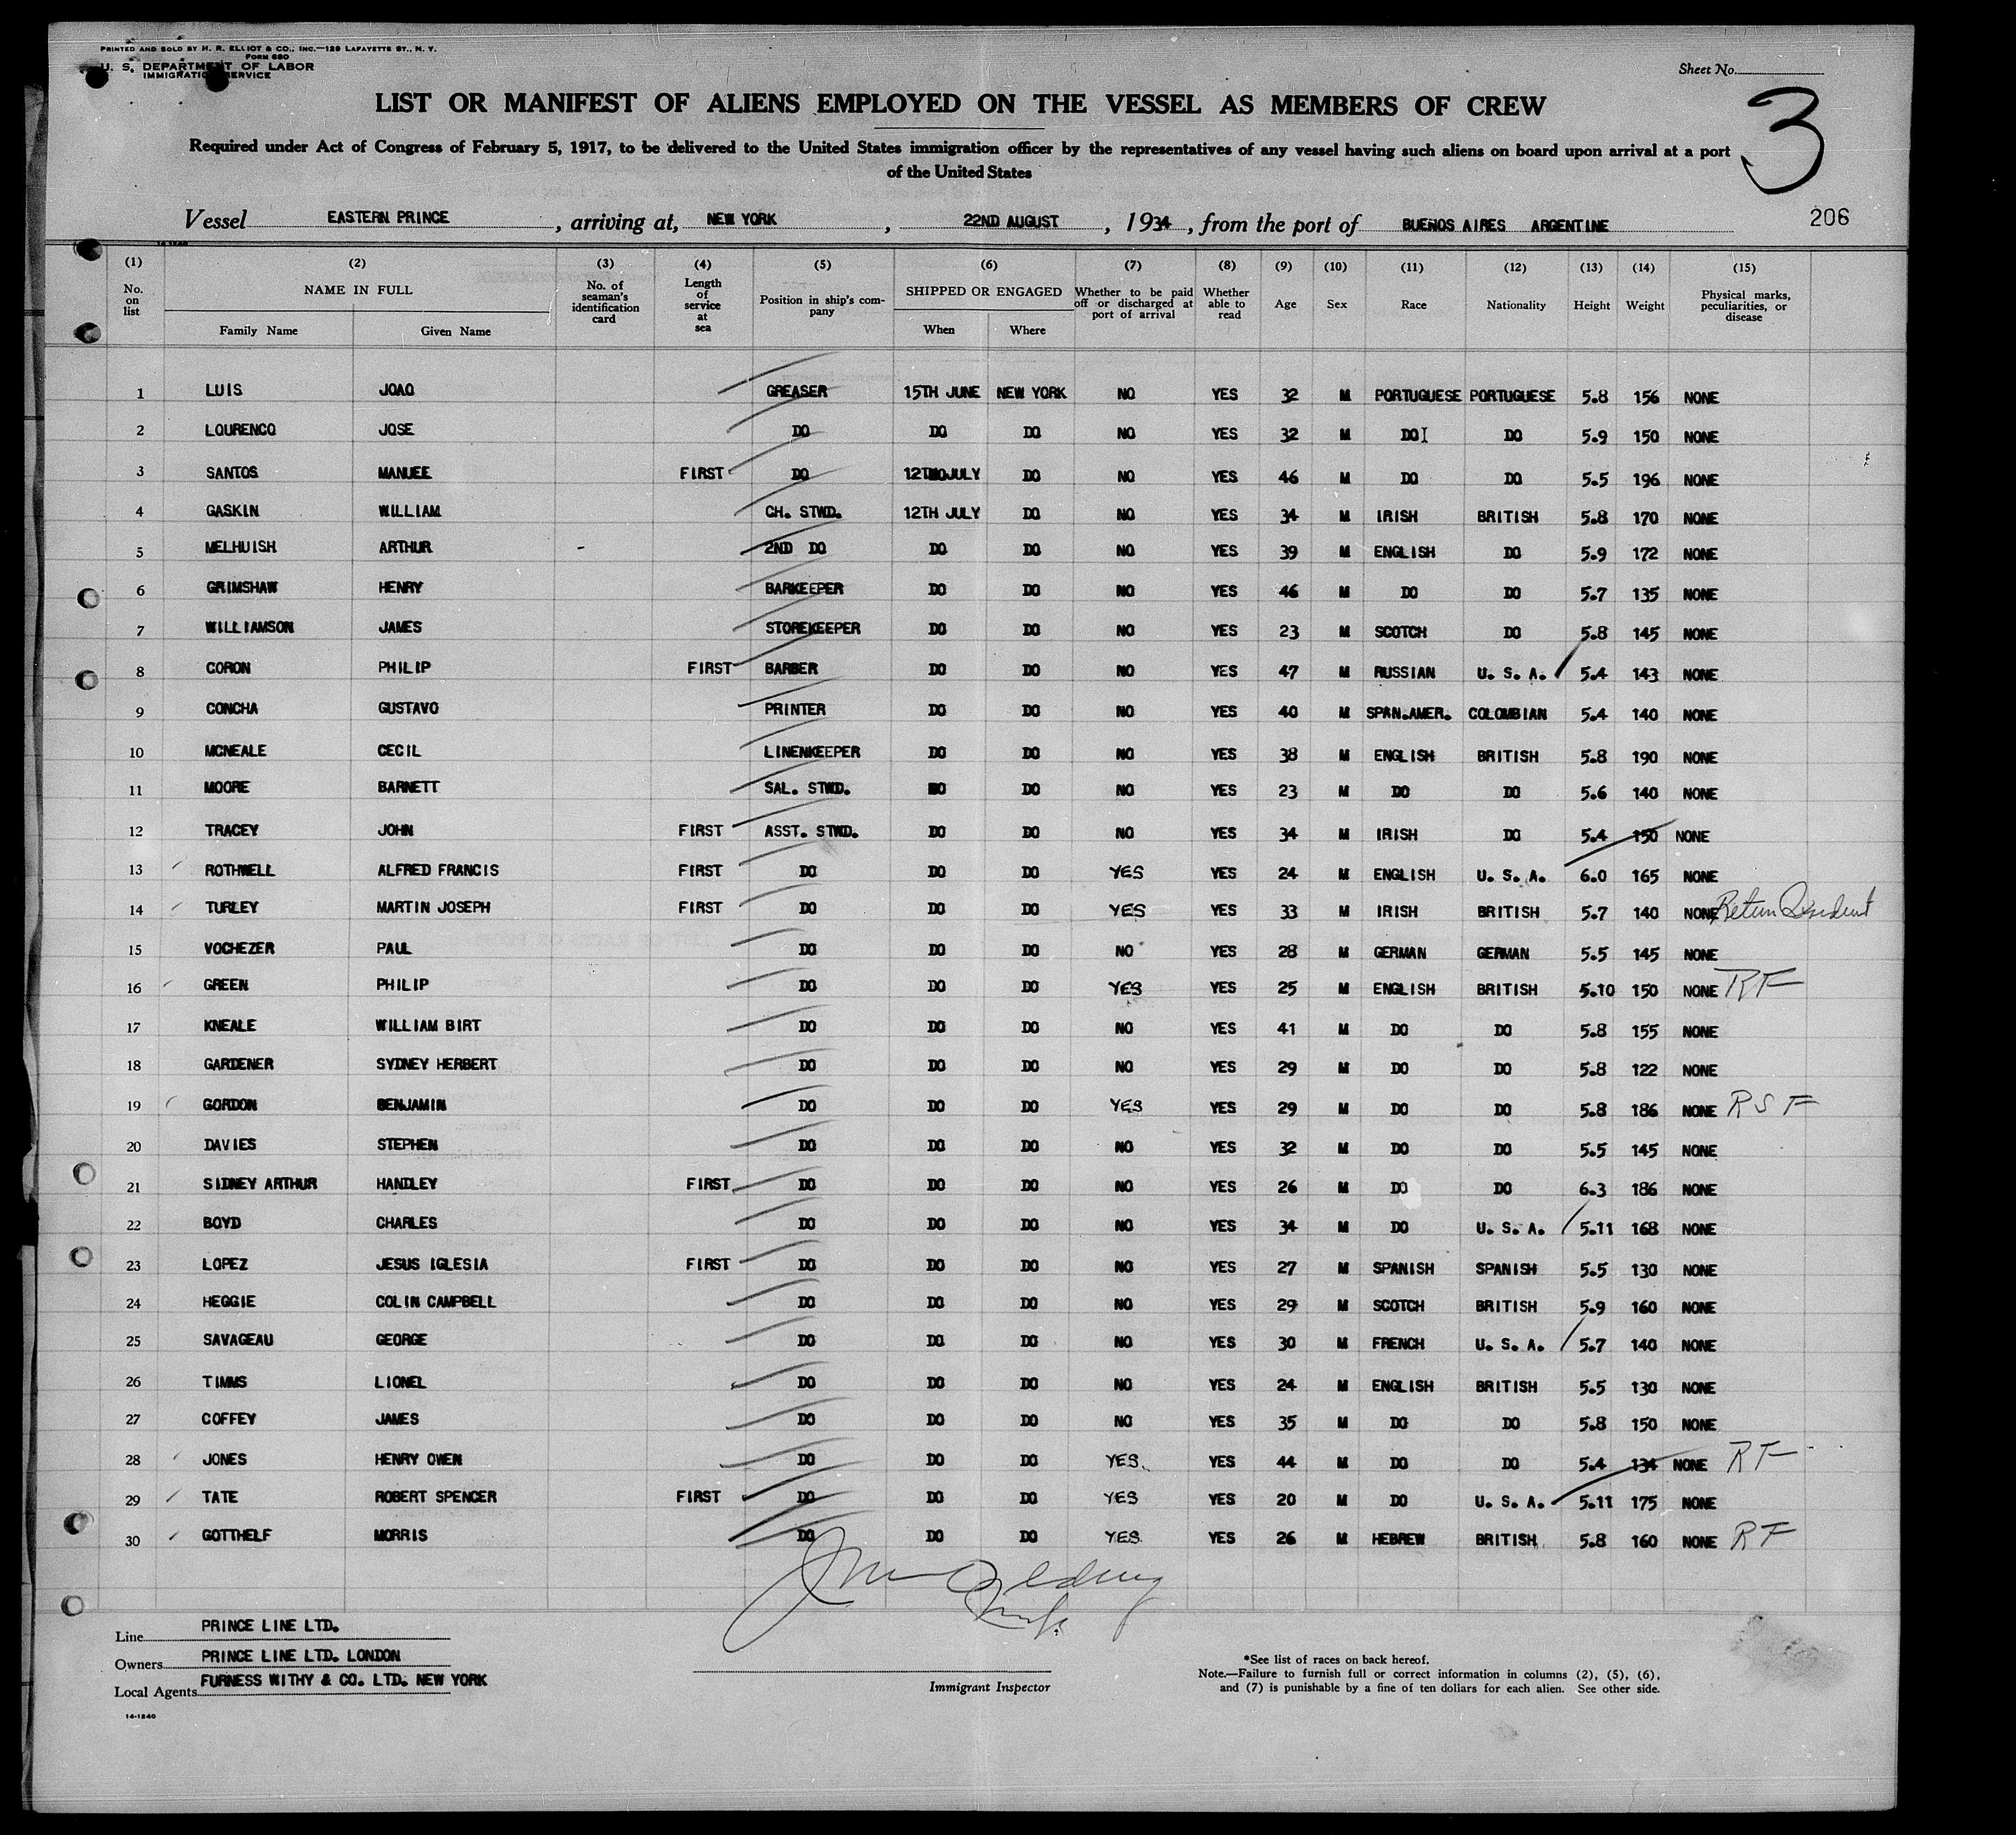 PRINTED AND SOLD BY H. R. ELLIOT & CO., INC.—129 LAFAYETTE ST., N. Y.
FORM 680
U. S. DEPARTMENT OF LABOR
IMMIGRATION SERVICE
Sheet No.
LIST OR MANIFEST OF ALIENS EMPLOYED ON THE VESSEL AS MEMBERS OF CREW
3
Required under Act of Congress of February 5, 1917, to be delivered to the United States immigration officer by the representatives of any vessel having such aliens on board upon arrival at a port
of the United States
Vessel EASTERN PRINCE, arriving at, NEW YORK, 22ND AUGUST, 1934, from the port of BUENOS AIRES ARGENTINE
206
(1) (2) (3) (4) (5) (6) (7) (8) (9) (10) (11) (12) (13) (14) (15)
No. on list NAME IN FULL Family Name Given Name No. of seaman's identification card Length of service at sea Position in ship's company SHIPPED OR ENGAGED When Where Whether to be paid off or discharged at port of arrival Whether able to read Age Sex Race Nationality Height Weight Physical marks, peculiarities, or disease
1 LUIS JOAO GREASER 15TH JUNE NEW YORK NO YES 32 M PORTUGUESE PORTUGUESE 5.8 156 NONE
2 LOURENCO JOSE DO DO DO NO YES 32 M DO DO 5.9 150 NONE
3 SANTOS MANUEL FIRST DO 12TH JULY DO NO YES 46 M DO DO 5.5 196 NONE
4 GASKIN WILLIAM CH. STWD. 12TH JULY DO NO YES 34 M IRISH BRITISH 5.8 170 NONE
5 MELHUISH ARTHUR - 2ND DO DO DO NO YES 39 M ENGLISH DO 5.9 172 NONE
6 GRIMSHAW HENRY BARKEEPER DO DO NO YES 46 M DO DO 5.7 135 NONE
7 WILLIAMSON JAMES STOREKEEPER DO DO NO YES 23 M SCOTCH DO 5.8 145 NONE
8 CORON PHILIP FIRST BARBER DO DO NO YES 47 M RUSSIAN U. S. A. 5.4 143 NONE
9 CONCHA GUSTAVO PRINTER DO DO NO YES 40 M SPAN.AMER. COLOMBIAN 5.4 140 NONE
10 MCNEALE CECIL LINENKEEPER DO DO NO YES 38 M ENGLISH BRITISH 5.8 190 NONE
11 MOORE BARNETT SAL. STWD. DO DO NO YES 23 M DO DO 5.6 140 NONE
12 TRACEY JOHN FIRST ASST. STWD. DO DO NO YES 34 M IRISH DO 5.4 150 NONE
13 ROTHWELL ALFRED FRANCIS FIRST DO DO DO YES YES 24 M ENGLISH U. S. A. 6.0 165 NONE
14 TURLEY MARTIN JOSEPH FIRST DO DO DO YES YES 33 M IRISH BRITISH 5.7 140 NONE Return
15 VOCHEZER PAUL DO DO DO NO YES 28 M GERMAN GERMAN 5.5 145 NONE
16 GREEN PHILIP DO DO DO YES YES 25 M ENGLISH BRITISH 5.10 150 NONE RF
17 KNEALE WILLIAM BIRT DO DO DO NO YES 41 M DO DO 5.8 155 NONE
18 GARDENER SYDNEY HERBERT DO DO DO NO YES 29 M DO DO 5.8 122 NONE
19 GORDON BENJAMIN DO DO DO YES YES 29 M DO DO 5.8 186 NONE RSF
20 DAVIES STEPHEN DO DO DO NO YES 32 M DO DO 5.5 145 NONE
21 SIDNEY ARTHUR HANDLEY FIRST DO DO DO NO YES 26 M DO DO 6.3 186 NONE
22 BOYD CHARLES DO DO DO NO YES 34 M DO U. S. A. 5.11 168 NONE
23 LOPEZ JESUS IGLESIA FIRST DO DO DO NO YES 27 M SPANISH SPANISH 5.5 130 NONE
24 HEGGIE COLIN CAMPBELL DO DO DO NO YES 29 M SCOTCH BRITISH 5.9 160 NONE
25 SAVAGEAU GEORGE DO DO DO NO YES 30 M FRENCH U. S. A. 5.7 140 NONE
26 TIMMS LIONEL DO DO DO NO YES 24 M ENGLISH BRITISH 5.5 130 NONE
27 COFFEY JAMES DO DO DO NO YES 35 M DO DO 5.8 150 NONE
28 JONES HENRY OWEN DO DO DO YES. YES 44 M DO DO 5.4 134 NONE RF
29 TATE ROBERT SPENCER FIRST DO DO DO YES YES 20 M DO U. S. A. 5.11 175 NONE
30 GOTTHELF MORRIS DO DO DO YES. YES 26 M HEBREW BRITISH 5.8 160 NONE RF
Line PRINCE LINE LTD.
Owners PRINCE LINE LTD. LONDON
Local Agents FURNESS WITHY & CO. LTD. NEW YORK
14-1240
Immigrant Inspector
*See list of races on back hereof.
Note.—Failure to furnish full or correct information in columns (2), (5), (6),
and (7) is punishable by a fine of ten dollars for each alien. See other side.